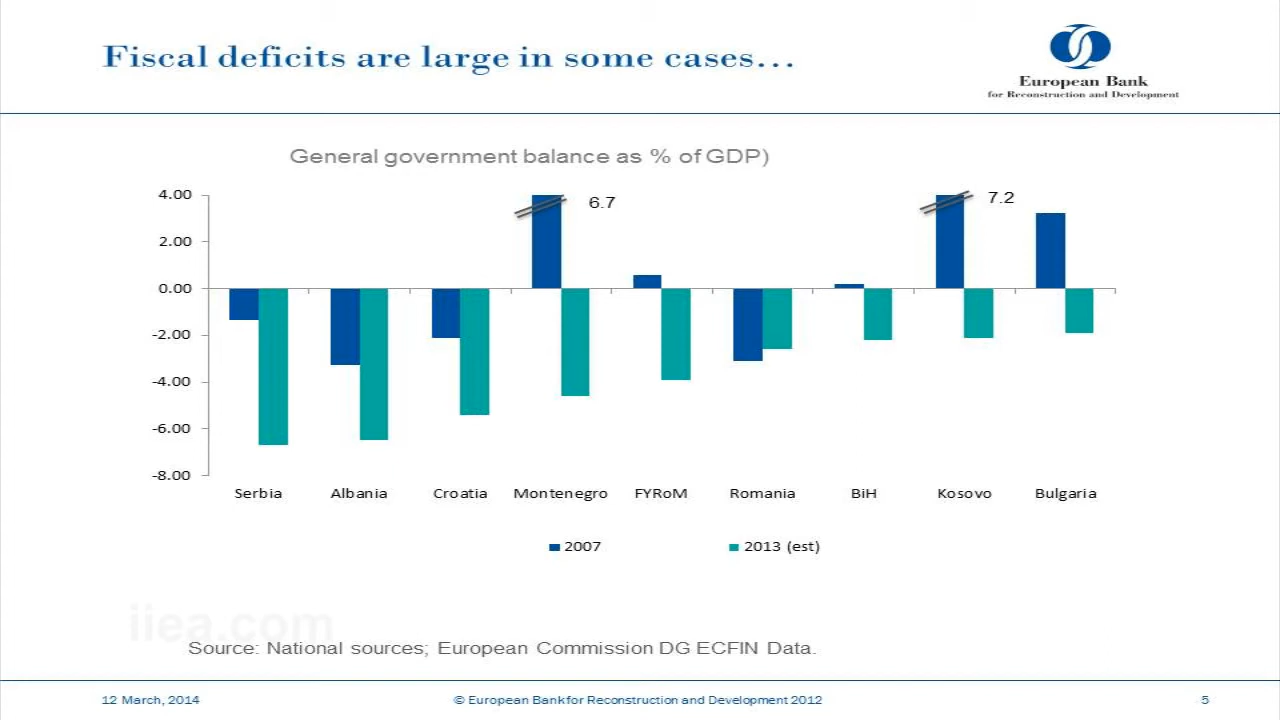 Fiscal deficits are large in some cases...
European Bank
for Reconstruction and Development
General government balance as % of GDP)
4.00
2.00
0.00
-2.00
-4.00
-6.00
-8.00
6.7
7.2
Serbia Albania Croatia Montenegro FYRoM Romania BiH Kosovo Bulgaria
2007 2013 (est)
iiea.com
Source: National sources; European Commission DG ECFIN Data.
12 March, 2014 © European Bank for Reconstruction and Development 2012 5